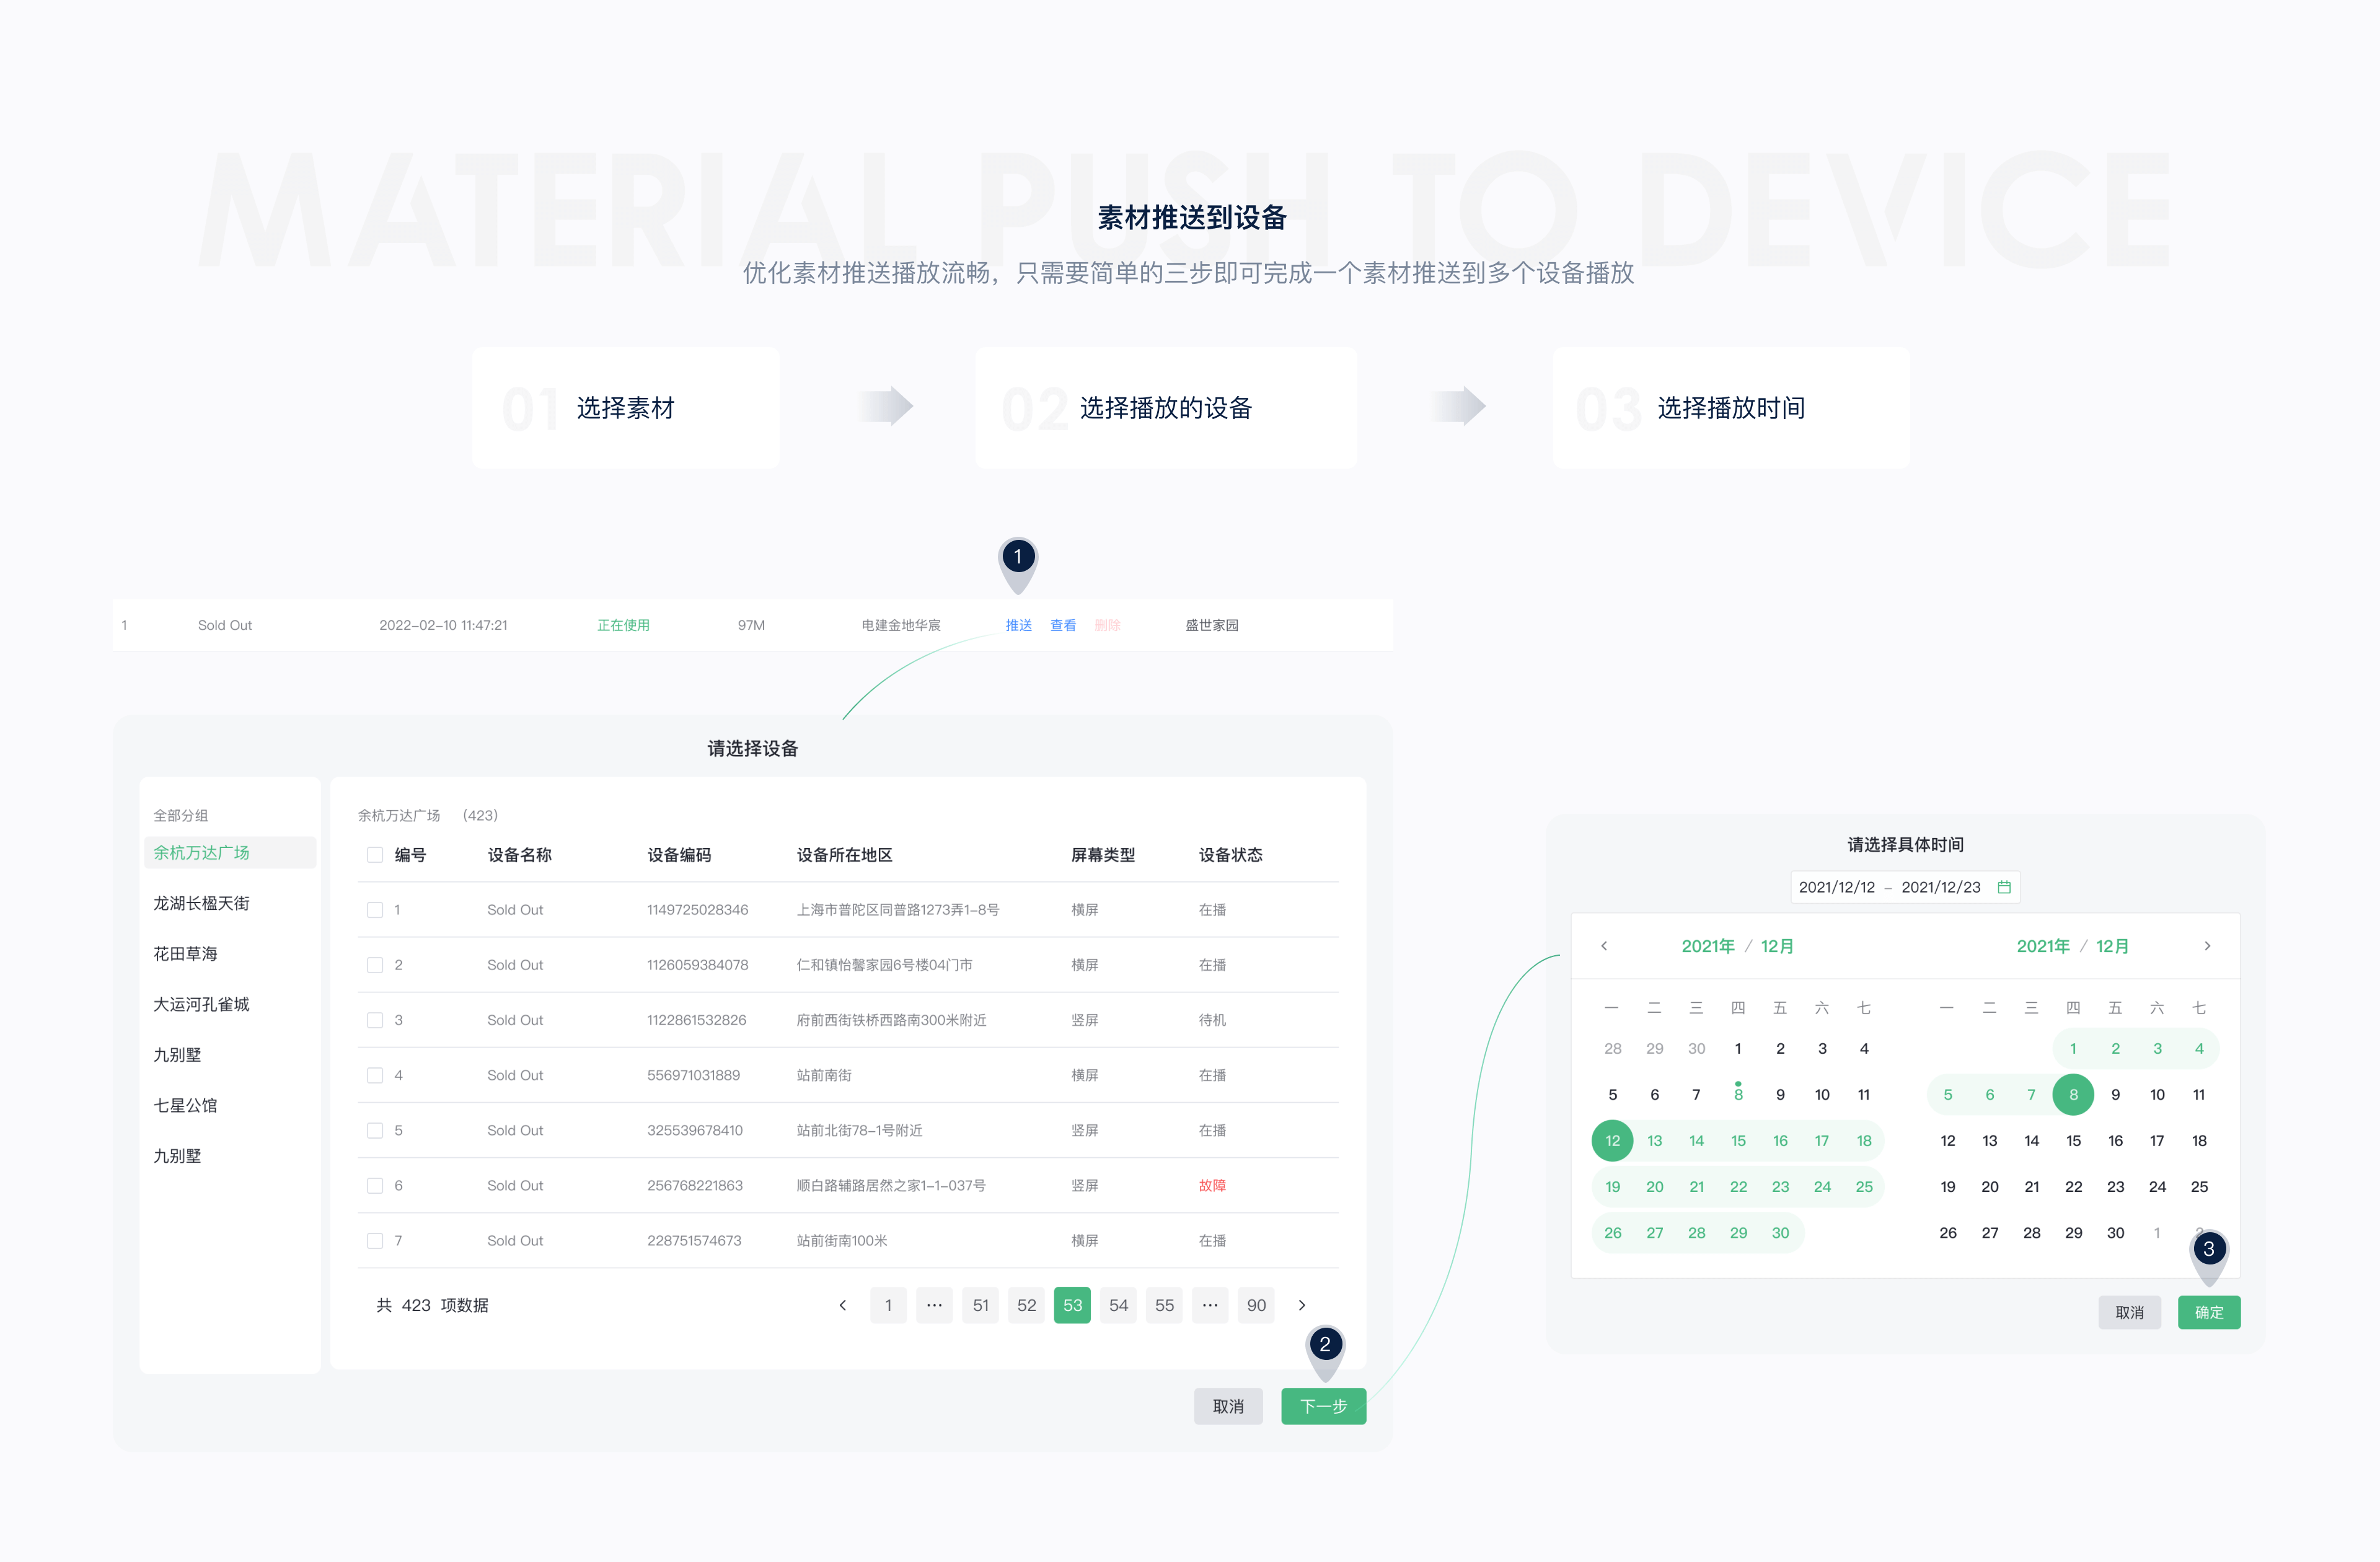 MATERIAL PUSH TO DEVICE
素材推送到设备
优化素材推送播放流畅，只需要简单的三步即可完成一个素材推送到多个设备播放
01 选择素材
02 选择播放的设备
03 选择播放时间
1
1 Sold Out 2022-02-10 11:47:21 正在使用 97M 电建金地华宸 推送 查看 删除 盛世家园
请选择设备
全部分组
余杭万达广场
龙湖长楹天街
花田草海
大运河孔雀城
九别墅
七星公馆
九别墅
余杭万达广场 (423)
编号 设备名称 设备编码 设备所在地区 屏幕类型 设备状态
1 Sold Out 1149725028346 上海市普陀区同普路1273弄1-8号 横屏 在播
2 Sold Out 1126059384078 仁和镇怡馨家园6号楼04门市 横屏 在播
3 Sold Out 1122861532826 府前西街铁桥西路南300米附近 竖屏 待机
4 Sold Out 556971031889 站前南街 横屏 在播
5 Sold Out 325539678410 站前北街78-1号附近 竖屏 在播
6 Sold Out 256768221863 顺白路辅路居然之家1-1-037号 竖屏 故障
7 Sold Out 228751574673 站前街南100米 横屏 在播
共 423 项数据
1 ··· 51 52 53 54 55 ··· 90
2
取消 下一步
请选择具体时间
2021/12/12 – 2021/12/23
2021年 / 12月
一 二 三 四 五 六 七
28 29 30 1 2 3 4
5 6 7 8 9 10 11
12 13 14 15 16 17 18
19 20 21 22 23 24 25
26 27 28 29 30
2021年 / 12月
一 二 三 四 五 六 七
1 2 3 4
5 6 7 8 9 10 11
12 13 14 15 16 17 18
19 20 21 22 23 24 25
26 27 28 29 30 1
3
取消 确定